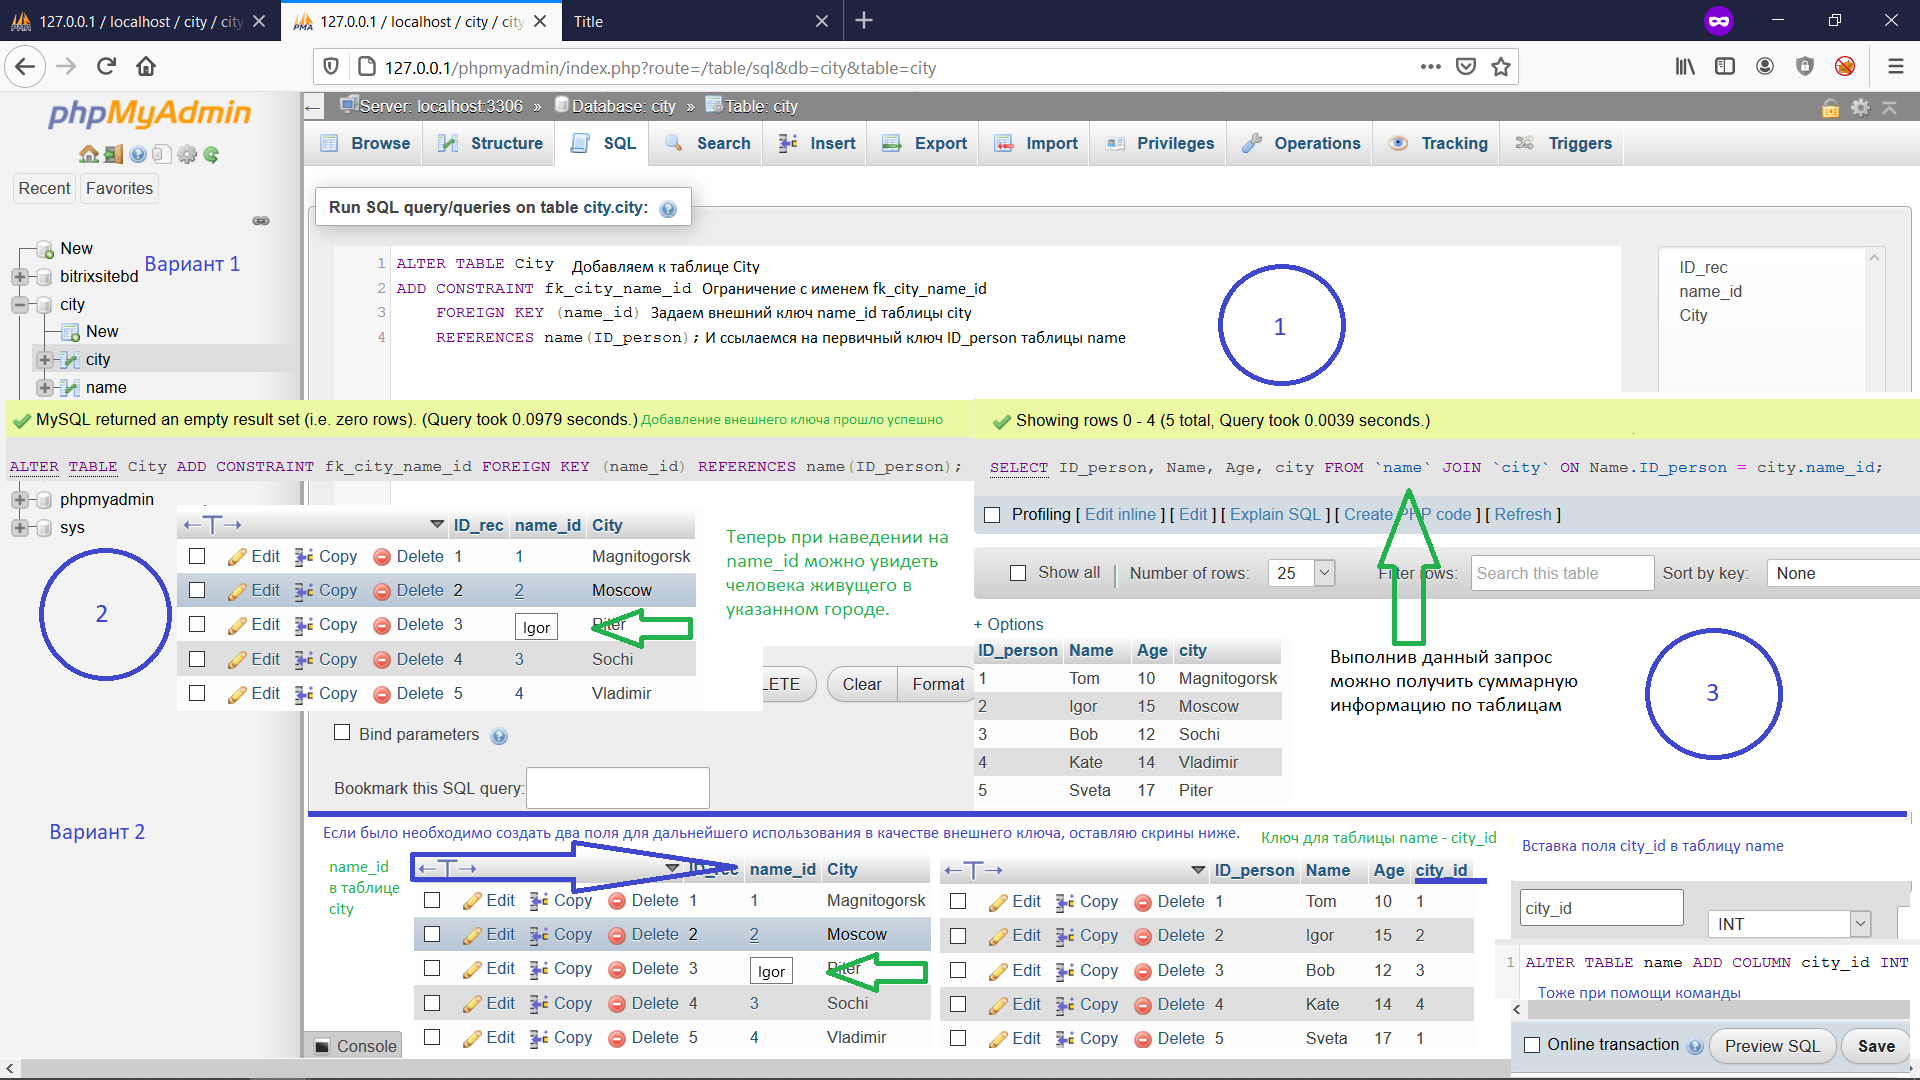 127.0.0.1 / localhost / city / city
127.0.0.1 / localhost / city / city
Title
127.0.0.1/phpmyadmin/index.php?route=/table/sql&db=city&table=city
phpMyAdmin
Recent
Favorites
New
bitrixsitebd
Вариант 1
city
New
city
name
phpmyadmin
sys
Server: localhost:3306 » Database: city » Table: city
Browse
Structure
SQL
Search
Insert
Export
Import
Privileges
Operations
Tracking
Triggers
Run SQL query/queries on table city.city:
1 ALTER TABLE City Добавляем к таблице City
2 ADD CONSTRAINT fk_city_name_id Ограничение с именем fk_city_name_id
3 FOREIGN KEY (name_id) Задаем внешний ключ name_id таблицы city
4 REFERENCES name(ID_person); И ссылаемся на первичный ключ ID_person таблицы name
1
ID_rec
name_id
City
MySQL returned an empty result set (i.e. zero rows). (Query took 0.0979 seconds.) Добавление внешнего ключа прошло успешно
ALTER TABLE City ADD CONSTRAINT fk_city_name_id FOREIGN KEY (name_id) REFERENCES name(ID_person);
2
ID_rec name_id City
Edit Copy Delete 1 1 Magnitogorsk
Edit Copy Delete 2 2 Moscow
Edit Copy Delete 3 Igor Piter
Edit Copy Delete 4 3 Sochi
Edit Copy Delete 5 4 Vladimir
Теперь при наведении на
name_id можно увидеть
человека живущего в
указанном городе.
LETE
Clear
Format
Bind parameters
Bookmark this SQL query:
Showing rows 0 - 4 (5 total, Query took 0.0039 seconds.)
SELECT ID_person, Name, Age, city FROM `name` JOIN `city` ON Name.ID_person = city.name_id;
Profiling [ Edit inline ] [ Edit ] [ Explain SQL ] [ Create PHP code ] [ Refresh ]
Show all
Number of rows: 25
Filter rows: Search this table
Sort by key: None
+ Options
ID_person Name Age city
1 Tom 10 Magnitogorsk
2 Igor 15 Moscow
3 Bob 12 Sochi
4 Kate 14 Vladimir
5 Sveta 17 Piter
Выполнив данный запрос
можно получить суммарную
информацию по таблицам
3
Вариант 2
Если было необходимо создать два поля для дальнейшего использования в качестве внешнего ключа, оставляю скрины ниже.
name_id
в таблице
city
ID_rec name_id City
Edit Copy Delete 1 1 Magnitogorsk
Edit Copy Delete 2 2 Moscow
Edit Copy Delete 3 Igor Piter
Edit Copy Delete 4 3 Sochi
Edit Copy Delete 5 4 Vladimir
Ключ для таблицы name - city_id
ID_person Name Age city_id
Edit Copy Delete 1 Tom 10 1
Edit Copy Delete 2 Igor 15 2
Edit Copy Delete 3 Bob 12 3
Edit Copy Delete 4 Kate 14 4
Edit Copy Delete 5 Sveta 17 1
Вставка поля city_id в таблицу name
city_id
INT
1 ALTER TABLE name ADD COLUMN city_id INT
Тоже при помощи команды
Online transaction
Preview SQL
Save
Console